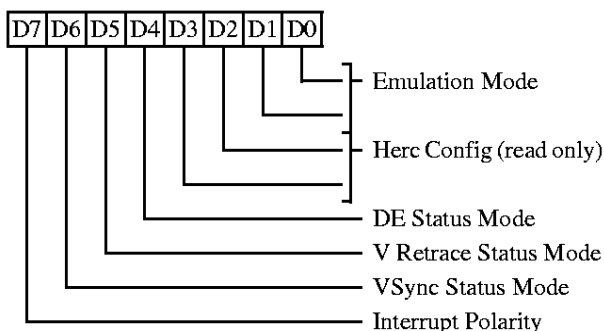 D7 D6 D5 D4 D3 D2 D1 D0
Emulation Mode
Herc Config (read only)
DE Status Mode
V Retrace Status Mode
VSync Status Mode
Interrupt Polarity